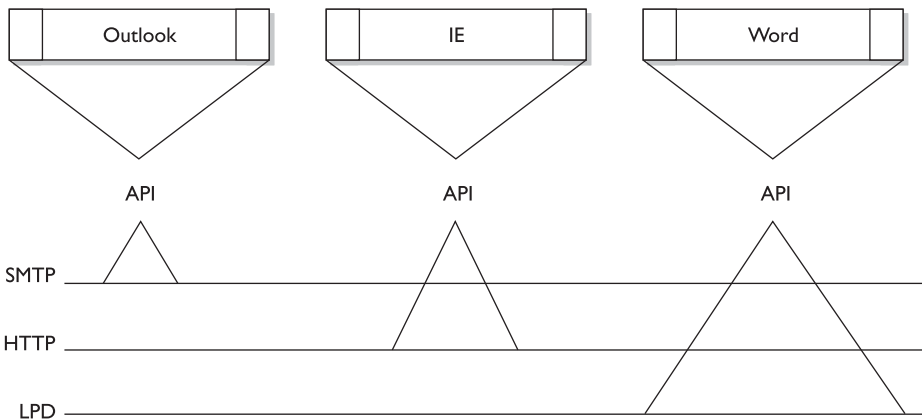 Outlook
IE
Word
API
API
API
SMTP
HTTP
LPD